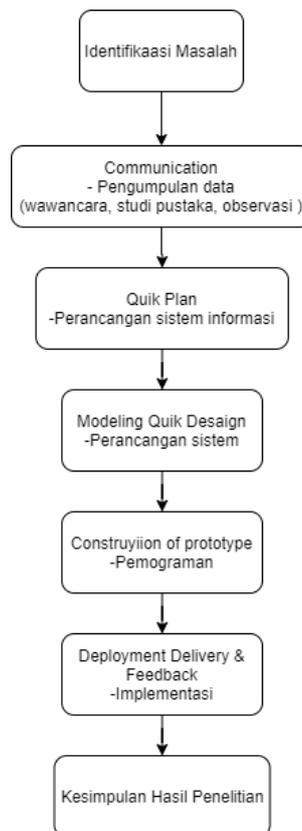 Identifikaasi Masalah
Communication
- Pengumpulan data
(wawancara, studi pustaka, observasi )
Quik Plan
-Perancangan sistem informasi
Modeling Quik Desaign
-Perancangan sistem
Construyiion of prototype
-Pemograman
Deployment Delivery &
Feedback
-Implementasi
Kesimpulan Hasil Penelitian